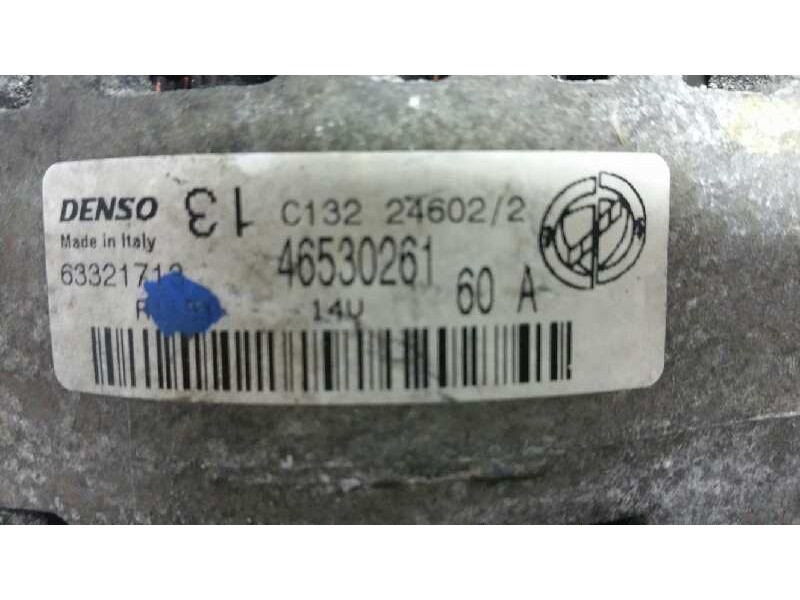 DENSO 13 C132 24602/2
Made in Italy
46530261 60 A
14V